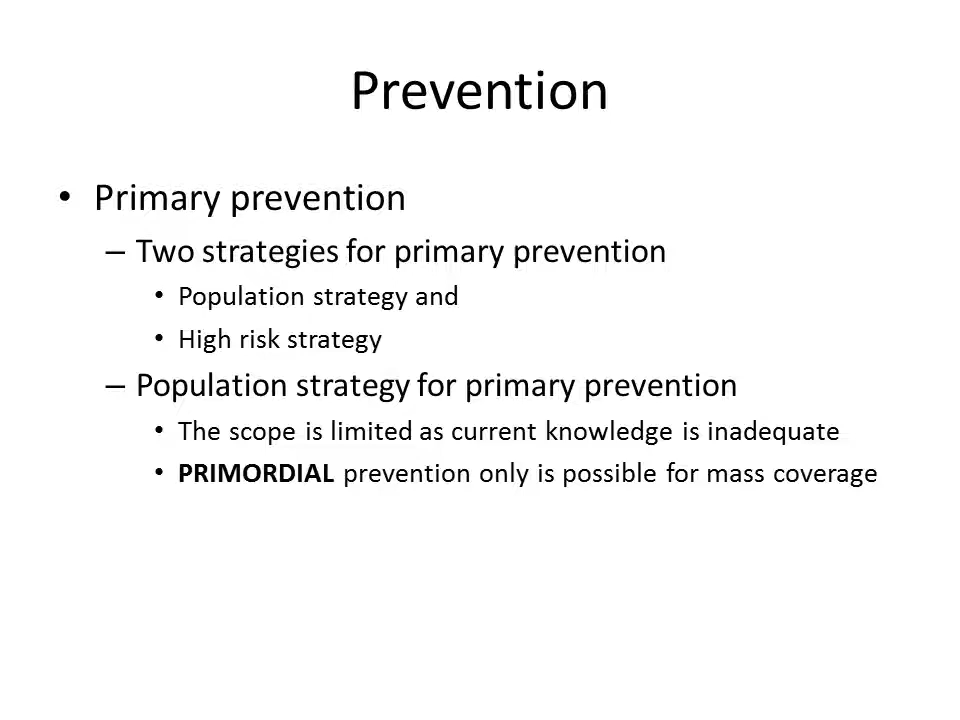 Prevention
• Primary prevention
– Two strategies for primary prevention
• Population strategy and
• High risk strategy
– Population strategy for primary prevention
• The scope is limited as current knowledge is inadequate
• PRIMORDIAL prevention only is possible for mass coverage